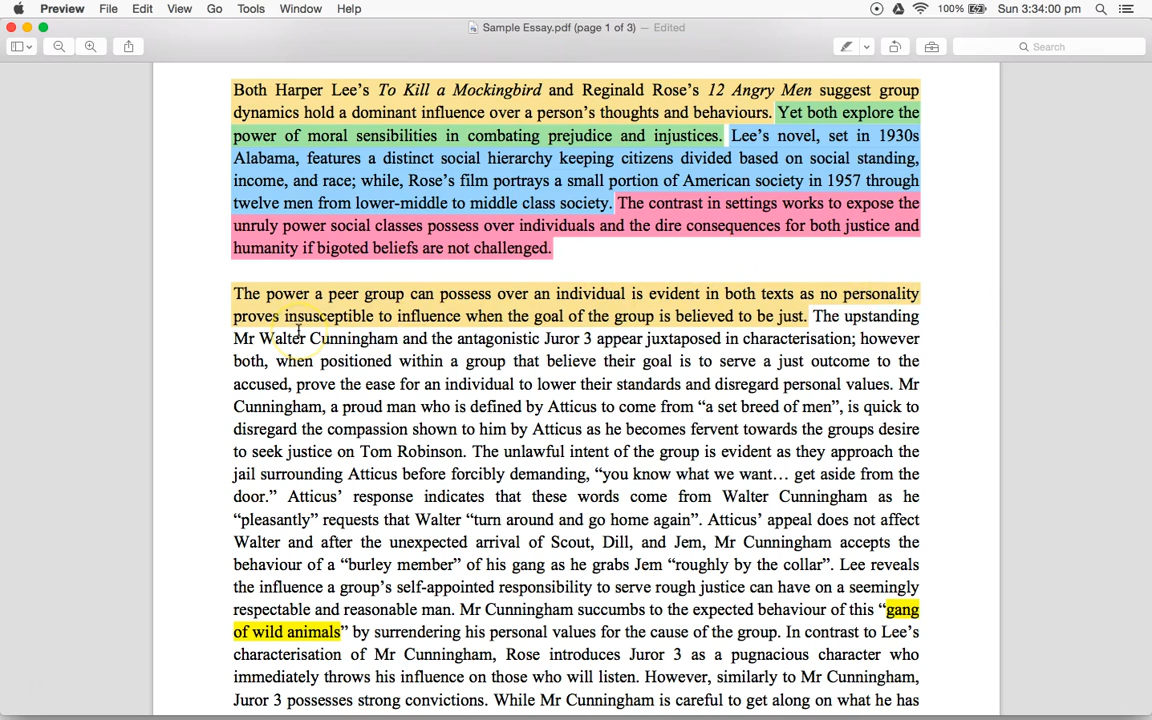 Preview File Edit View Go Tools Window Help 100% Sun 3:34:00 pm
Sample Essay.pdf (page 1 of 3) — Edited
Search
Both Harper Lee’s To Kill a Mockingbird and Reginald Rose’s 12 Angry Men suggest group
dynamics hold a dominant influence over a person’s thoughts and behaviours. Yet both explore the
power of moral sensibilities in combating prejudice and injustices. Lee’s novel, set in 1930s
Alabama, features a distinct social hierarchy keeping citizens divided based on social standing,
income, and race; while, Rose’s film portrays a small portion of American society in 1957 through
twelve men from lower-middle to middle class society. The contrast in settings works to expose the
unruly power social classes possess over individuals and the dire consequences for both justice and
humanity if bigoted beliefs are not challenged.
The power a peer group can possess over an individual is evident in both texts as no personality
proves insusceptible to influence when the goal of the group is believed to be just. The upstanding
Mr Walter Cunningham and the antagonistic Juror 3 appear juxtaposed in characterisation; however
both, when positioned within a group that believe their goal is to serve a just outcome to the
accused, prove the ease for an individual to lower their standards and disregard personal values. Mr
Cunningham, a proud man who is defined by Atticus to come from “a set breed of men”, is quick to
disregard the compassion shown to him by Atticus as he becomes fervent towards the groups desire
to seek justice on Tom Robinson. The unlawful intent of the group is evident as they approach the
jail surrounding Atticus before forcibly demanding, “you know what we want… get aside from the
door.” Atticus’ response indicates that these words come from Walter Cunningham as he
“pleasantly” requests that Walter “turn around and go home again”. Atticus’ appeal does not affect
Walter and after the unexpected arrival of Scout, Dill, and Jem, Mr Cunningham accepts the
behaviour of a “burley member” of his gang as he grabs Jem “roughly by the collar”. Lee reveals
the influence a group’s self-appointed responsibility to serve rough justice can have on a seemingly
respectable and reasonable man. Mr Cunningham succumbs to the expected behaviour of this “gang
of wild animals” by surrendering his personal values for the cause of the group. In contrast to Lee’s
characterisation of Mr Cunningham, Rose introduces Juror 3 as a pugnacious character who
immediately throws his influence on those who will listen. However, similarly to Mr Cunningham,
Juror 3 possesses strong convictions. While Mr Cunningham is careful to get along on what he has